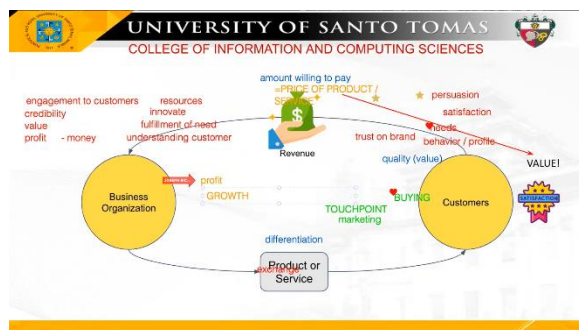 UNIVERSITY OF SANTO TOMAS
COLLEGE OF INFORMATION AND COMPUTING SCIENCES
amount willing to pay
=PRICE OF PRODUCT /
SERVICE
engagement to customers
credibility
value
profit - money
resources
innovate
fulfillment of need
understanding customer
Revenue
persuasion
satisfaction
needs
trust on brand
behavior / profile
quality (value)
VALUE!
Business
Organization
profit
GROWTH
BUYING
TOUCHPOINT
marketing
Customers
SATISFACTION
differentiation
Product or
Service
exchange